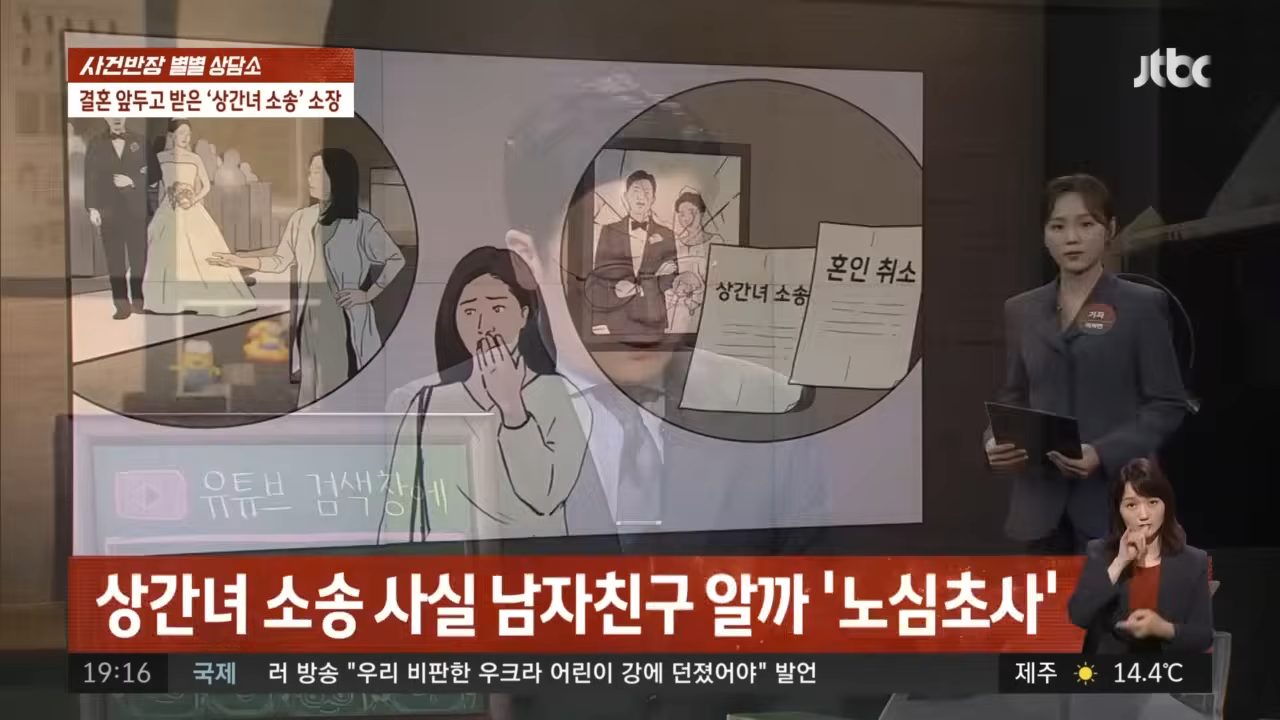 사건반장 별별 상담소
결혼 앞두고 받은 '상간녀 소송' 소장
jtbc
혼인 취소
상간녀 소송
기자
유튜브 검색창에
상간녀 소송 사실 남자친구 알까 '노심초사'
19:16 국제 러 방송 "우리 비판한 우크라 어린이 강에 던졌어야" 발언 제주 14.4℃